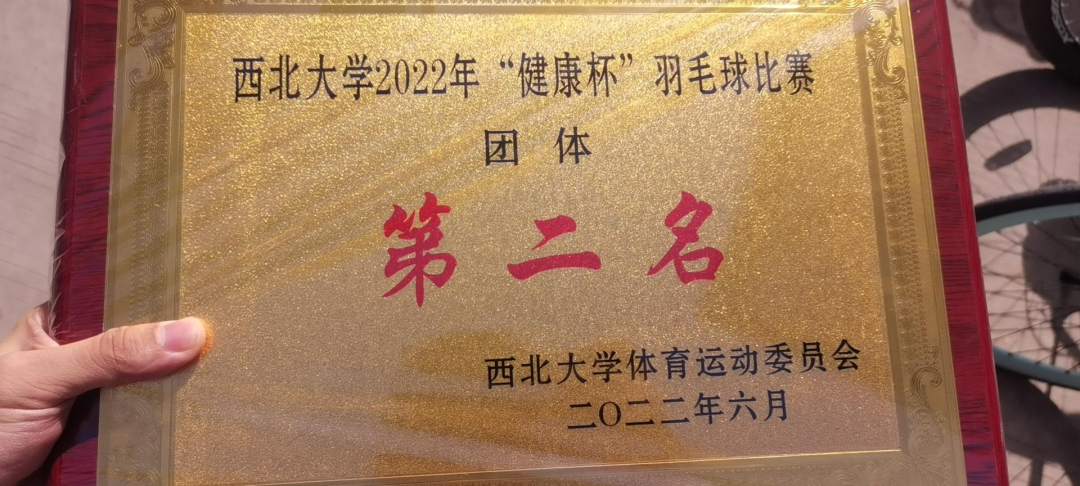 西北大学2022年“健康杯”羽毛球比赛
团体
第二名
西北大学体育运动委员会
二〇二二年六月